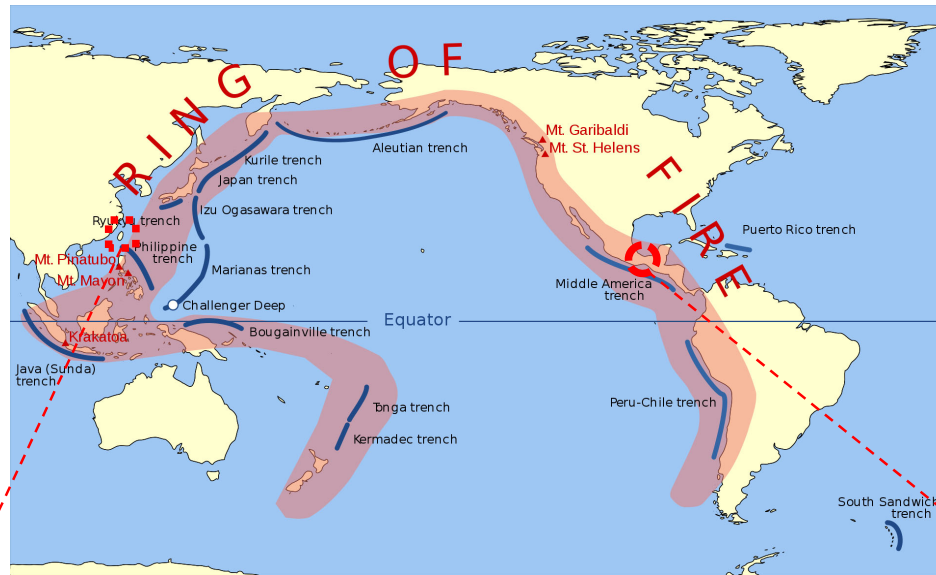 RING OF FIRE
Mt. Garibaldi
Mt. St. Helens
Aleutian trench
Kurile trench
Japan trench
Izu Ogasawara trench
Ryukyu trench
Philippine
trench
Mt. Pinatubo
Mt. Mayon
Marianas trench
Challenger Deep
Puerto Rico trench
Middle America
trench
Equator
Bougainville trench
Krakatoa
Java (Sunda)
trench
Tonga trench
Kermadec trench
Peru-Chile trench
South Sandwich
trench